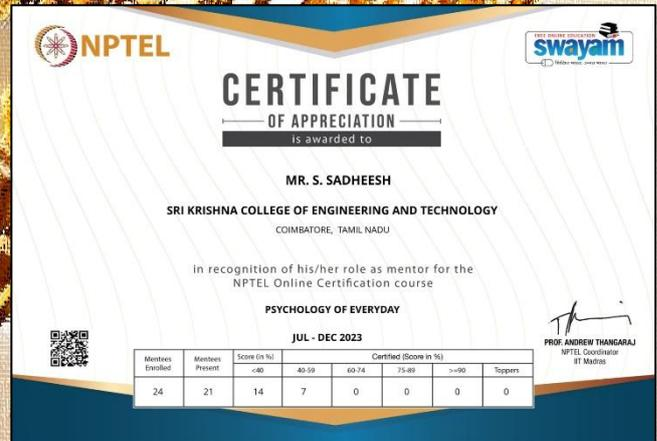 NPTEL
FREE ONLINE EDUCATION
swayam
CERTIFICATE
OF APPRECIATION
is awarded to
MR. S. SADHEESH
SRI KRISHNA COLLEGE OF ENGINEERING AND TECHNOLOGY
COIMBATORE, TAMIL NADU
in recognition of his/her role as mentor for the
NPTEL Online Certification course
PSYCHOLOGY OF EVERYDAY
JUL - DEC 2023
PROF. ANDREW THANGARAJ
NPTEL Coordinator
IIT Madras
Mentees Enrolled Mentees Present Score (in %) Certified (Score in %)
<40 40-59 60-74 75-89 >=90 Toppers
24 21 14 7 0 0 0 0